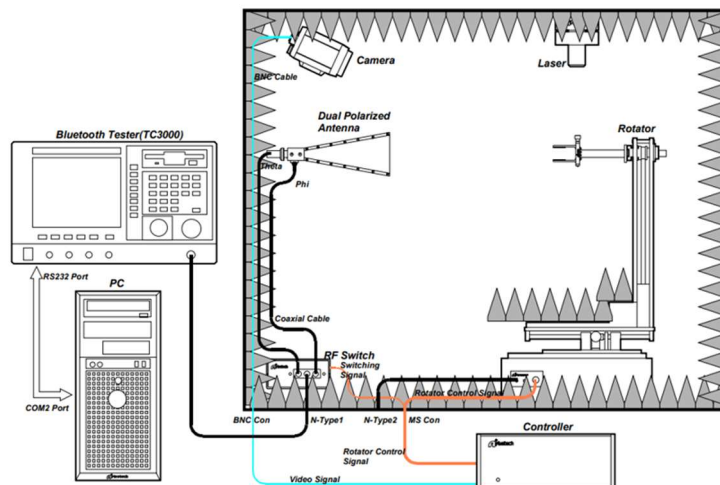 Camera
BNC Cable
Laser
Dual Polarized
Antenna
Rotator
Bluetooth Tester(TC3000)
Theta
Phi
RS232 Port
PC
Coaxial Cable
RF Switch
Switching
Signal
Rotator Control Signal
COM2 Port
BNC Con
N-Type1
N-Type2
MS Con
Controller
Rotator Control
Signal
Video Signal